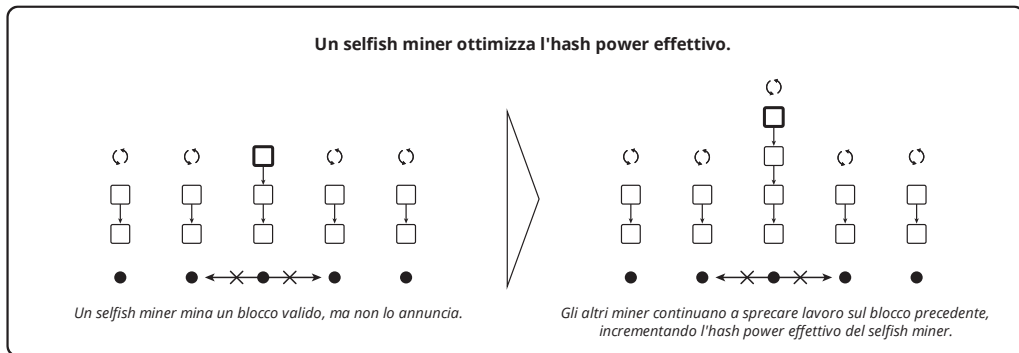 Un selfish miner ottimizza l'hash power effettivo.
Un selfish miner mina un blocco valido, ma non lo annuncia.
Gli altri miner continuano a sprecare lavoro sul blocco precedente,
incrementando l'hash power effettivo del selfish miner.